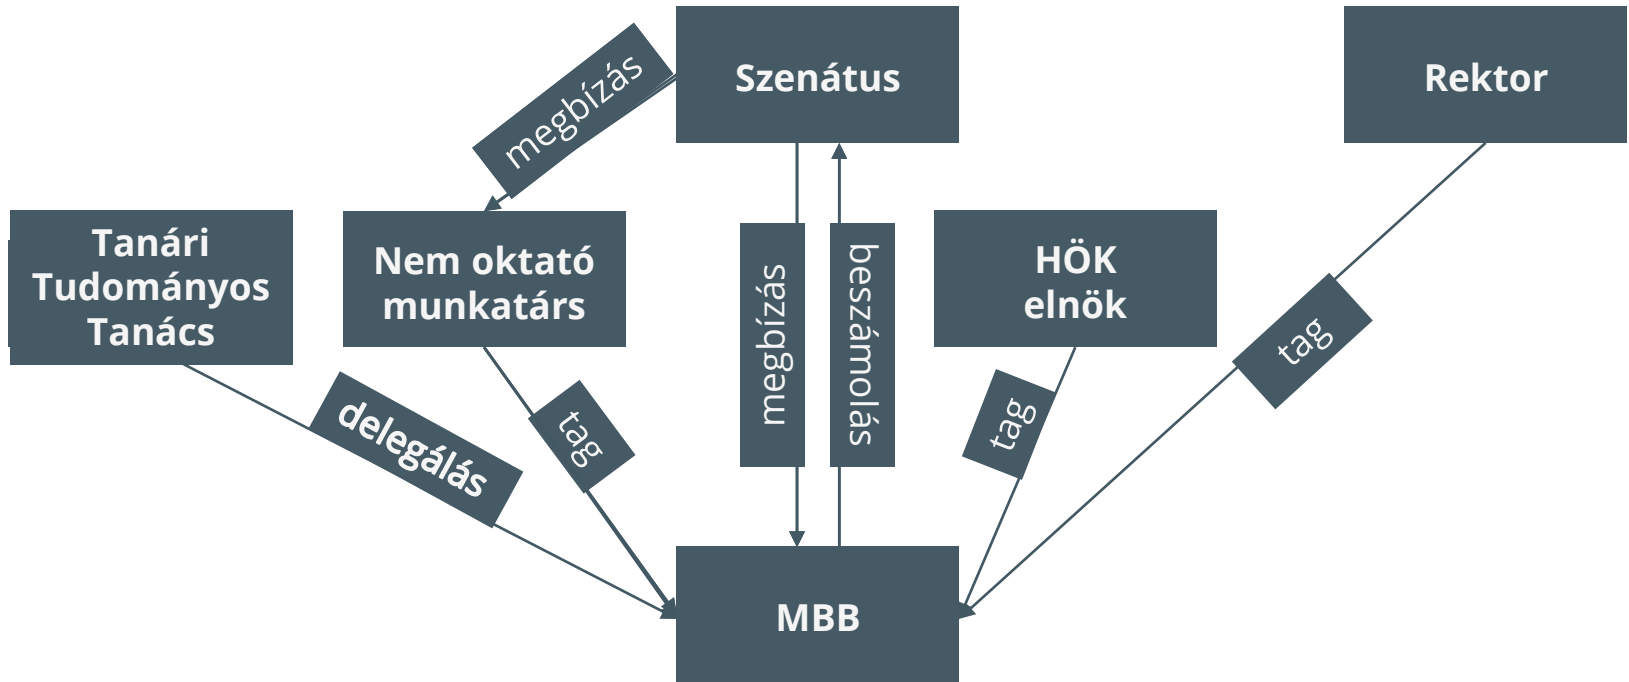 Szenátus
Rektor
megbízás
Tanári
Tudományos
Tanács
Nem oktató
munkatárs
HÖK
elnök
megbízás
beszámolás
tag
delegálás
tag
tag
MBB